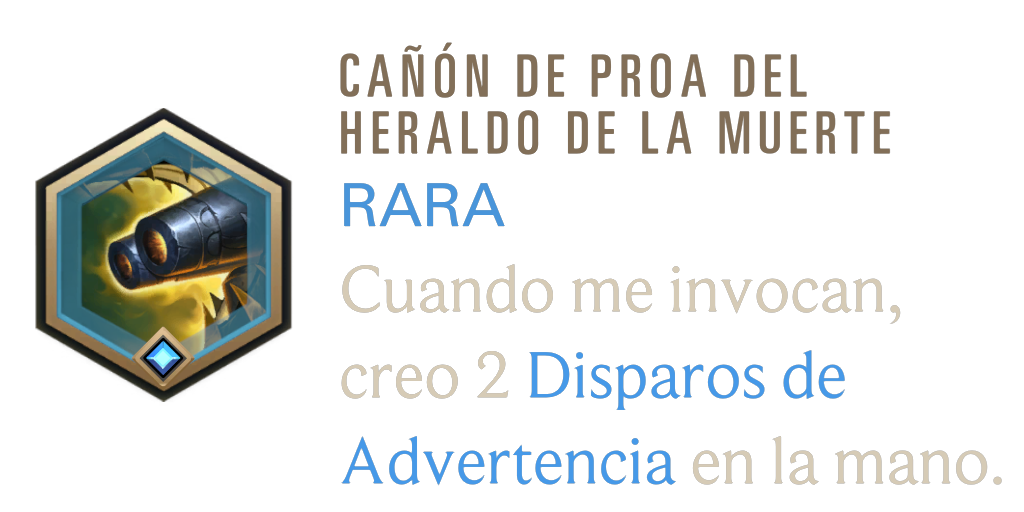 CAÑÓN DE PROA DEL
HERALDO DE LA MUERTE
RARA
Cuando me invocan,
creo 2 Disparos de
Advertencia en la mano.